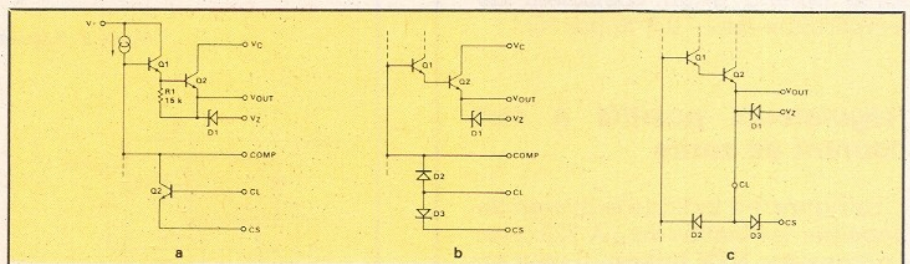 V+
Q1
Q2
R1
15 k
VC
VOUT
VZ
D1
COMP
Q2
CL
CS
a
Q1
VC
Q2
VOUT
VZ
D1
COMP
D2
CL
D3
CS
b
Q1
Q2
VOUT
VZ
D1
CL
D2
D3
CS
c